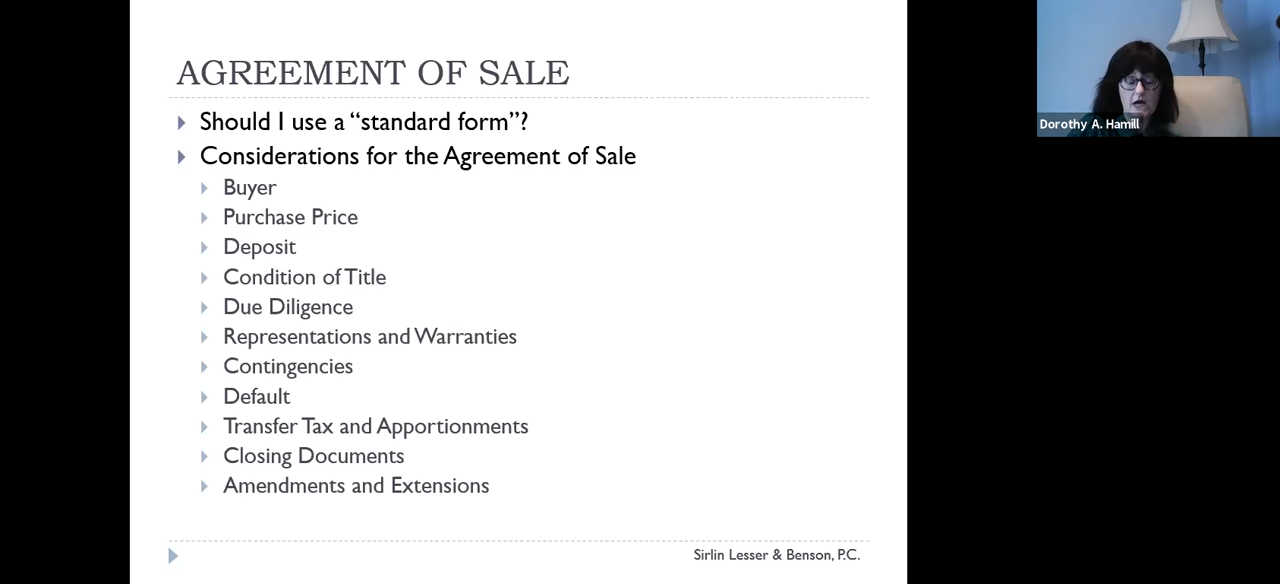 AGREEMENT OF SALE
Should I use a “standard form”?
Considerations for the Agreement of Sale
Buyer
Purchase Price
Deposit
Condition of Title
Due Diligence
Representations and Warranties
Contingencies
Default
Transfer Tax and Apportionments
Closing Documents
Amendments and Extensions
Sirlin Lesser & Benson, P.C.
Dorothy A. Hamill